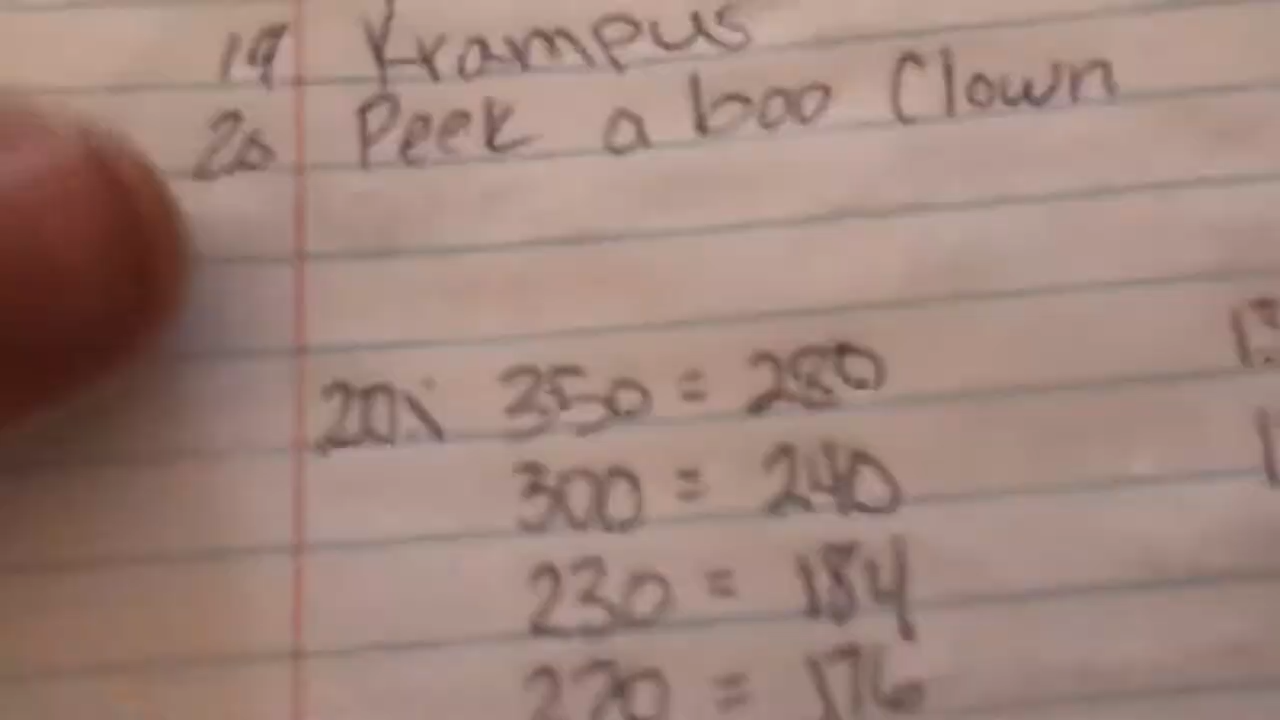 19 Krampus
20 Peek a boo Clown
20% 350 = 280
300 = 240
230 = 184
220 = 176